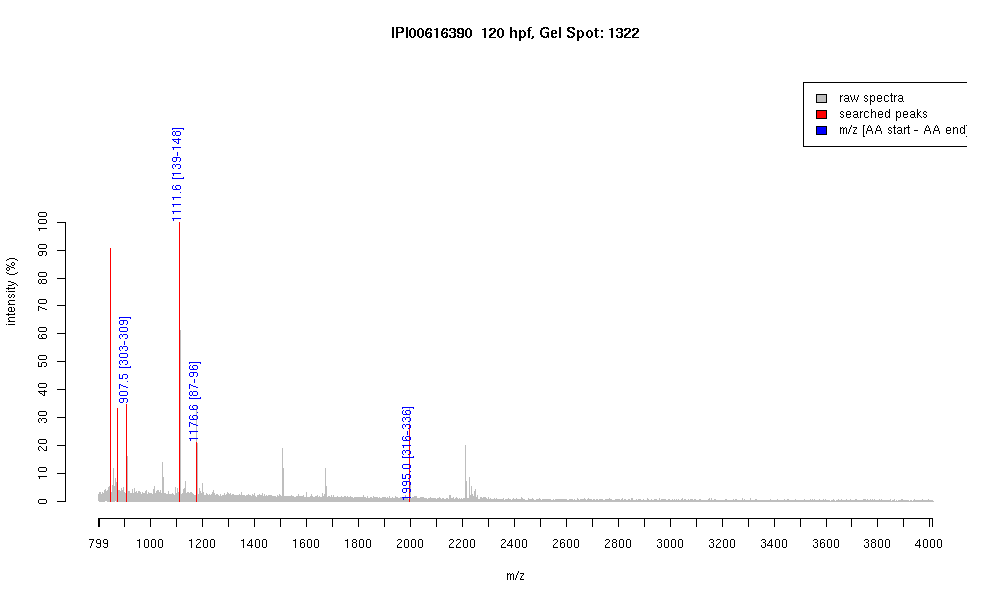 IPI00616390 120 hpf, Gel Spot: 1322
raw spectra
searched peaks
m/z [AA start - AA end]
intensity (%)
100
90
80
70
60
50
40
30
20
10
0
907.5 [303-309]
1111.6 [139-148]
1176.6 [87-96]
1995.0 [316-336]
799 1000 1200 1400 1600 1800 2000 2200 2400 2600 2800 3000 3200 3400 3600 3800 4000
m/z